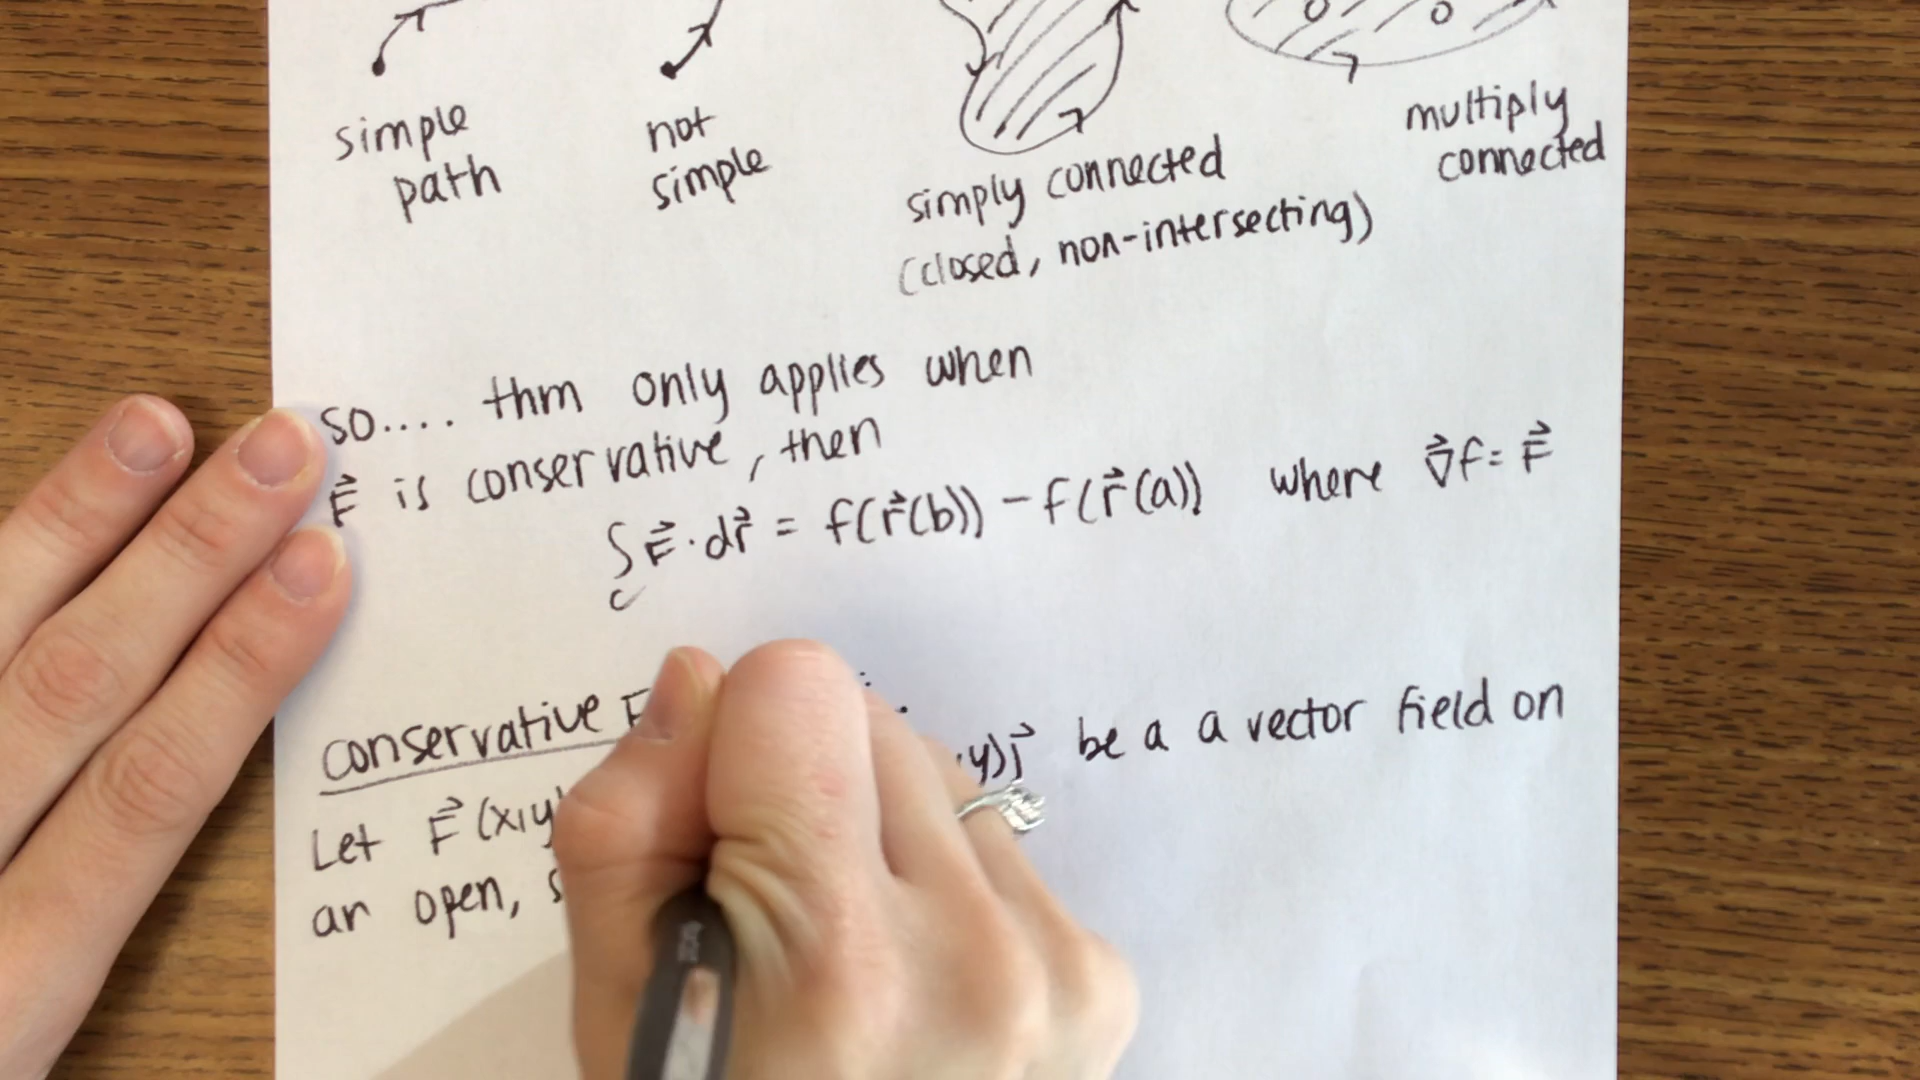 simple
path
not
simple
simply connected
(closed, non-intersecting)
multiply
connected
so.... thm only applies when
F⃗ is conservative, then
∫ F⃗ · dr⃗ = f(r⃗(b)) - f(r⃗(a)) where ∇⃗f = F⃗
C
conservative
Let F⃗(x,y y)j⃗ be a a vector field on
an open,